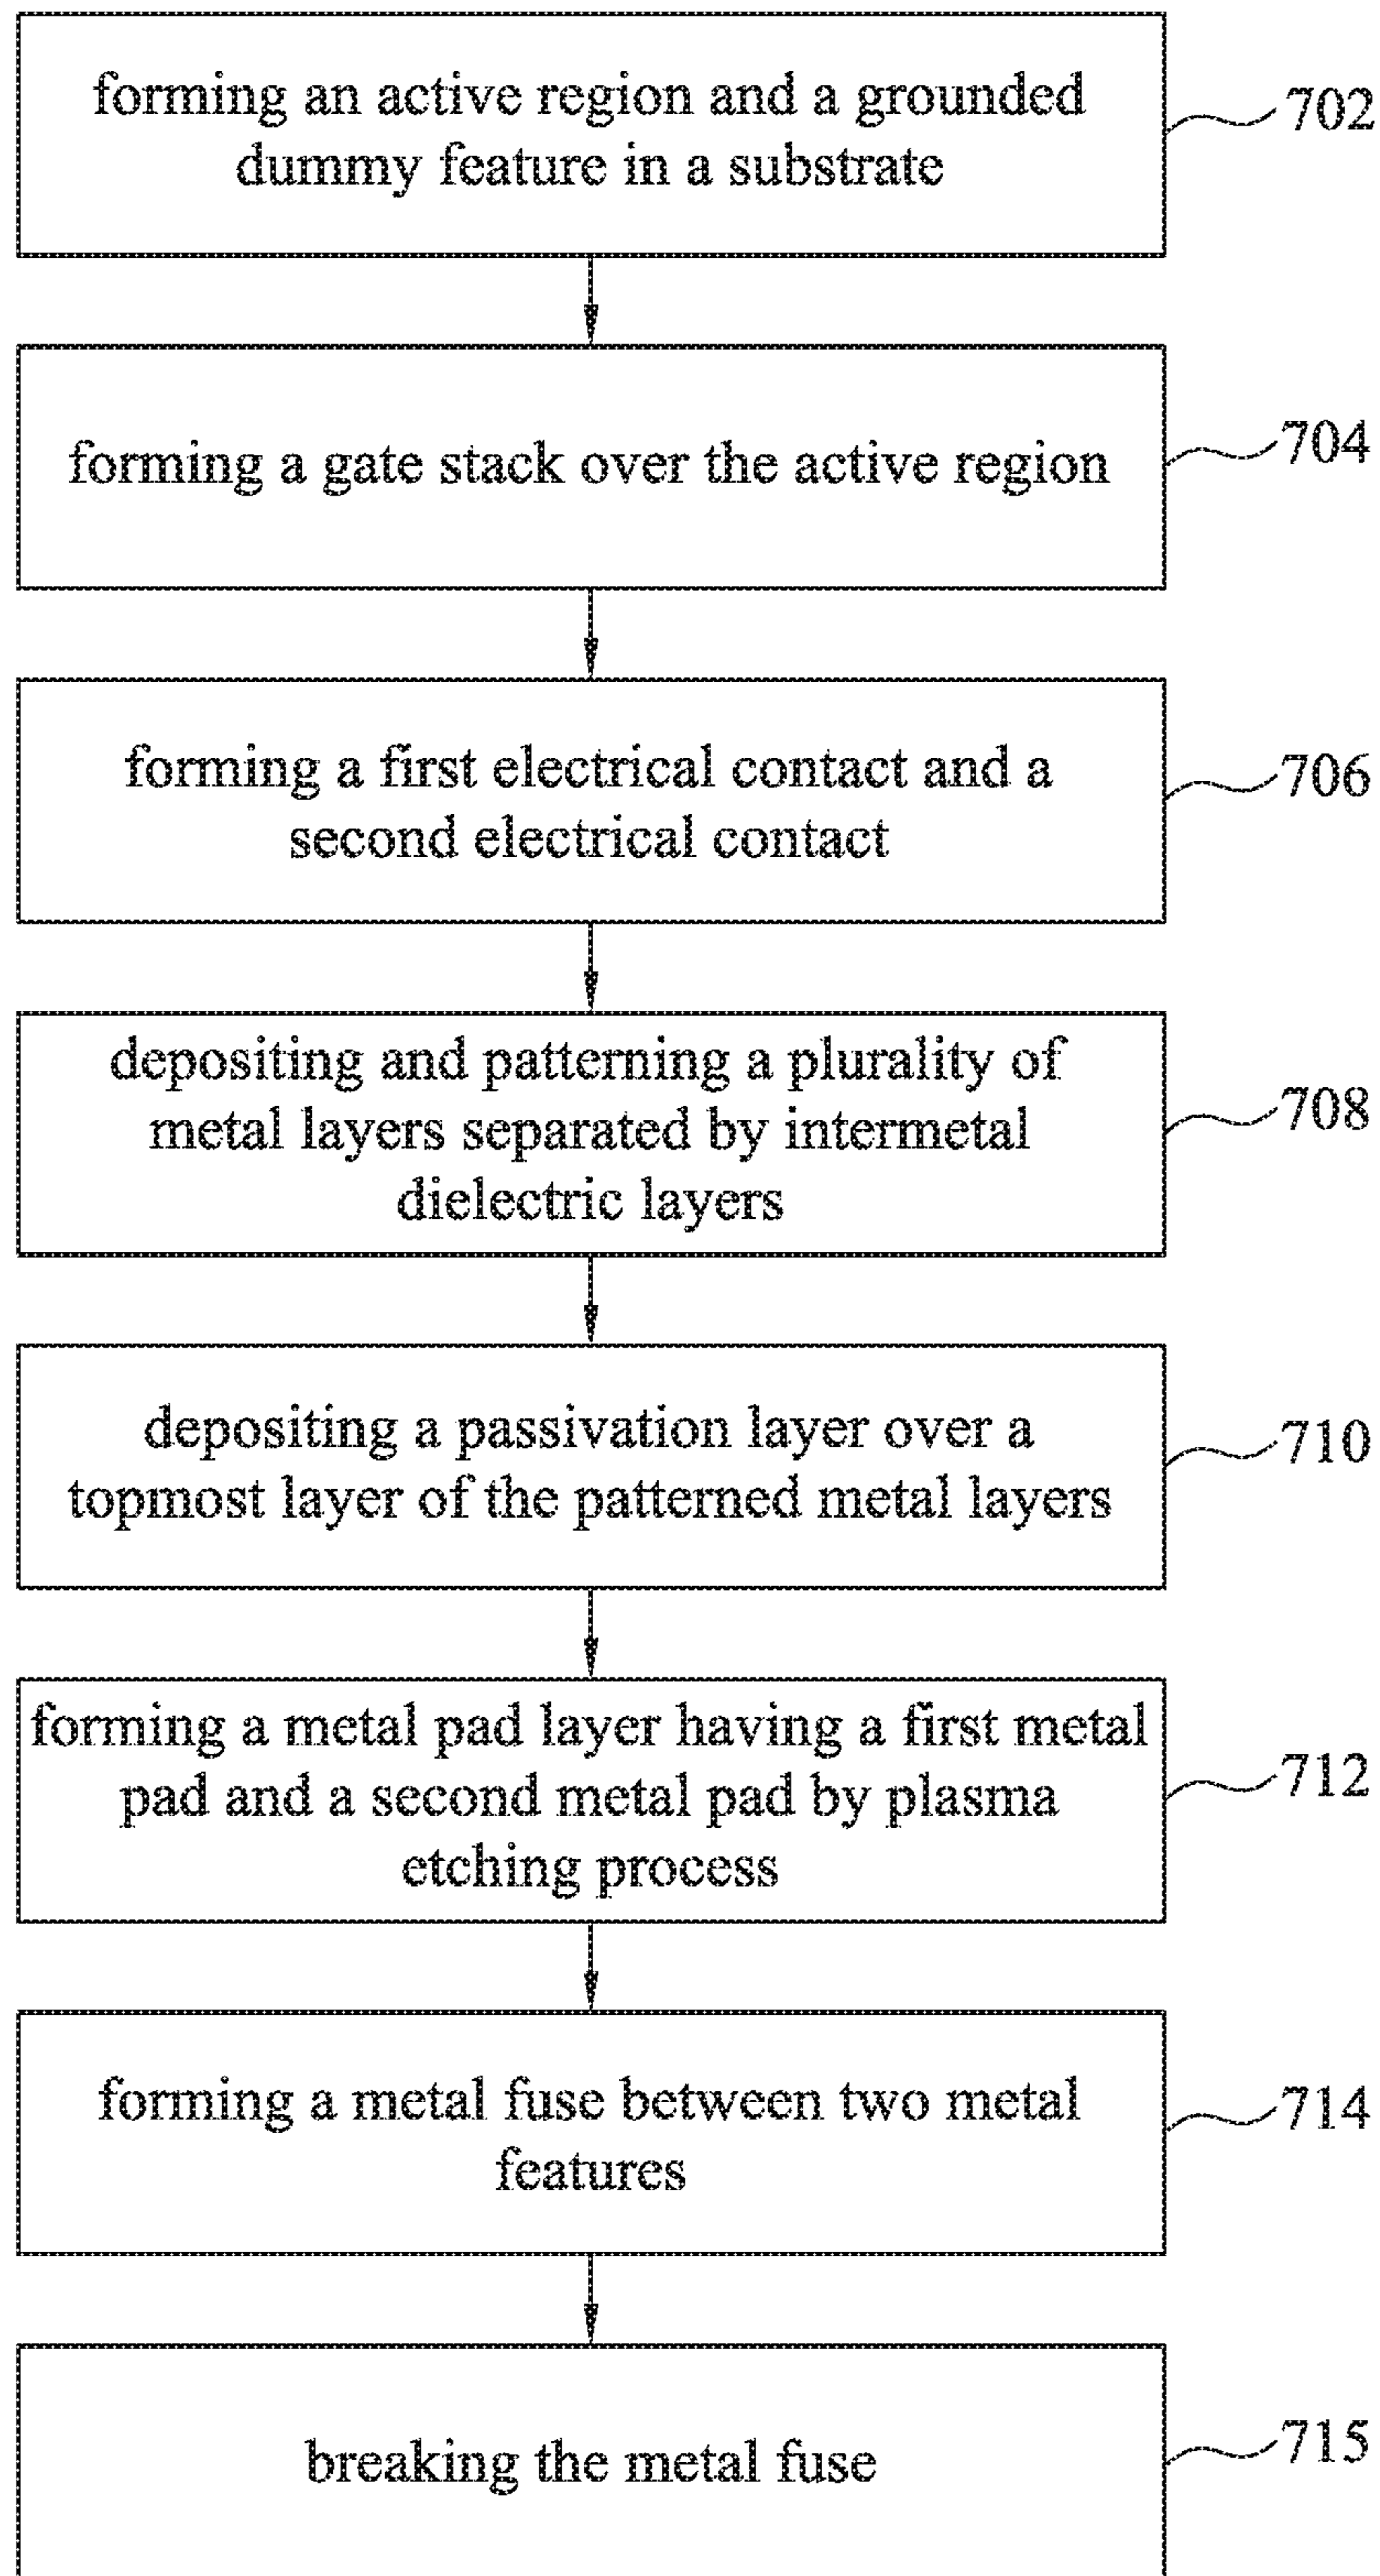 forming an active region and a grounded
dummy feature in a substrate
702
forming a gate stack over the active region
704
forming a first electrical contact and a
second electrical contact
706
depositing and patterning a plurality of
metal layers separated by intermetal
dielectric layers
708
depositing a passivation layer over a
topmost layer of the patterned metal layers
710
forming a metal pad layer having a first metal
pad and a second metal pad by plasma
etching process
712
forming a metal fuse between two metal
features
714
breaking the metal fuse
715